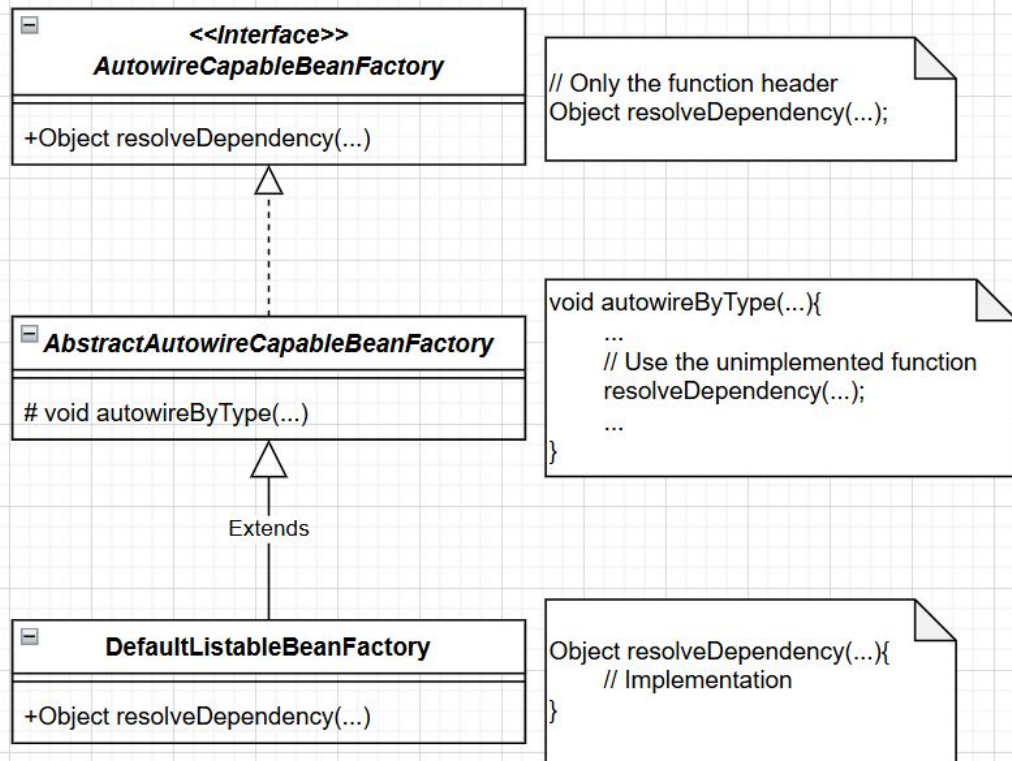 <<Interface>>
AutowireCapableBeanFactory
+Object resolveDependency(...)
// Only the function header
Object resolveDependency(...);
AbstractAutowireCapableBeanFactory
# void autowireByType(...)
void autowireByType(...){
...
// Use the unimplemented function
resolveDependency(...);
...
}
Extends
DefaultListableBeanFactory
+Object resolveDependency(...)
Object resolveDependency(...){
// Implementation
}